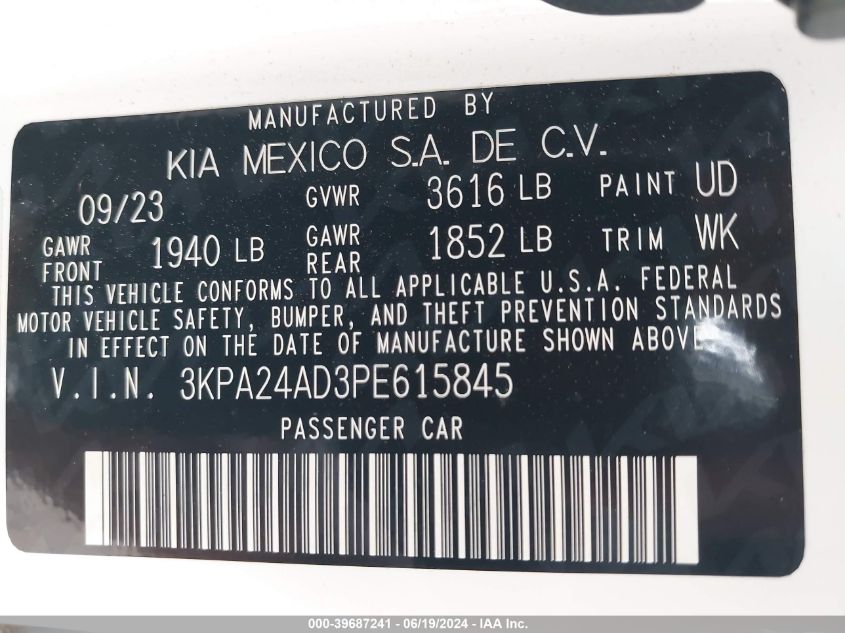 MANUFACTURED BY
KIA MEXICO S.A. DE C.V.
09/23 GVWR 3616 LB PAINT UD
GAWR FRONT 1940 LB GAWR REAR 1852 LB TRIM WK
THIS VEHICLE CONFORMS TO ALL APPLICABLE U.S.A. FEDERAL
MOTOR VEHICLE SAFETY, BUMPER, AND THEFT PREVENTION STANDARDS
IN EFFECT ON THE DATE OF MANUFACTURE SHOWN ABOVE.
V.I.N. 3KPA24AD3PE615845
PASSENGER CAR
000-39687241 - 06/19/2024 - IAA Inc.